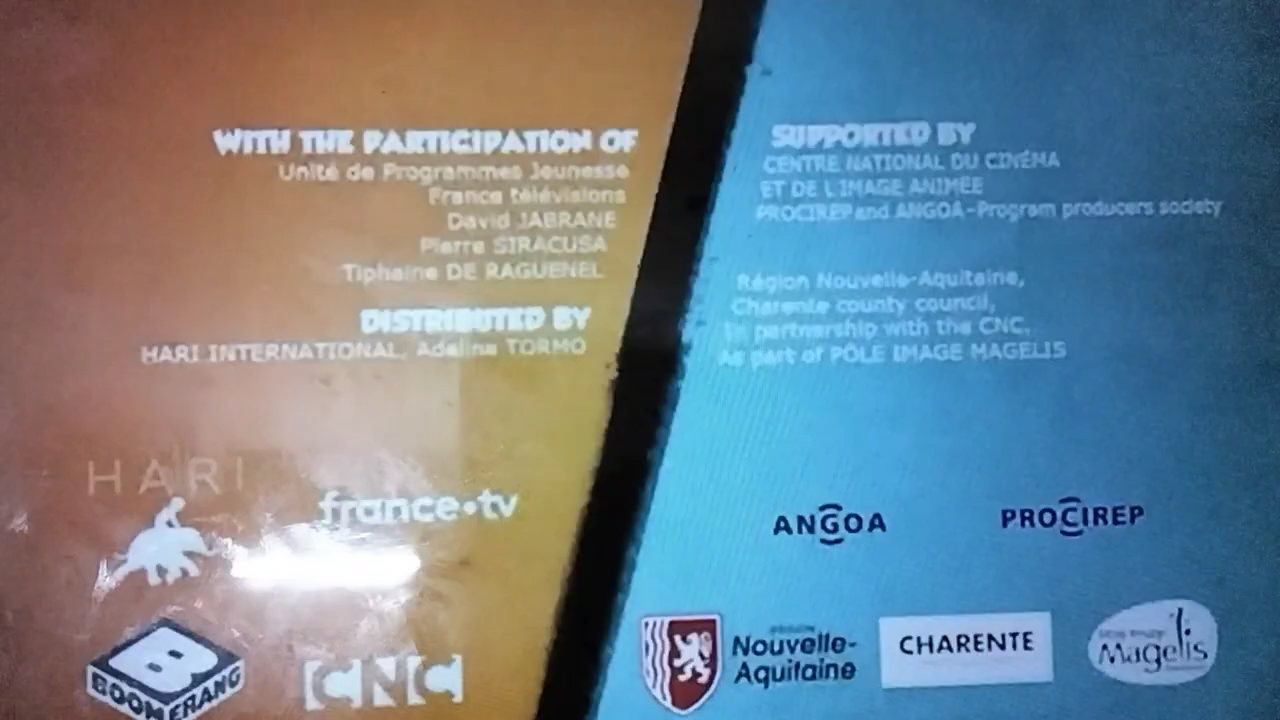 WITH THE PARTICIPATION OF
Unité de Programmes Jeunesse
France télévisions
David JABRANE
Pierre SIRACUSA
Tiphaine DE RAGUENEL
DISTRIBUTED BY
HARI INTERNATIONAL, Adeline TORMO
HARI
france•tv
BOOMERANG
CNC
SUPPORTED BY
CENTRE NATIONAL DU CINÉMA
ET DE L'IMAGE ANIMÉE
PROCIREP and ANGOA-Program producers society
Région Nouvelle-Aquitaine,
Charente county council,
In partnership with the CNC,
As part of PÔLE IMAGE MAGELIS
ANGOA
PROCIREP
Nouvelle-
Aquitaine
CHARENTE
Magelis